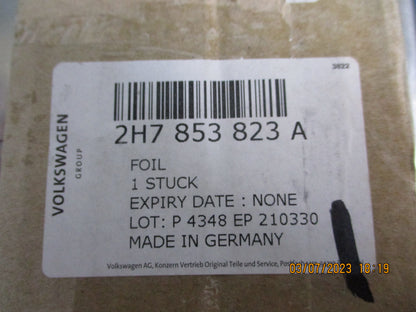 3822
VOLKSWAGEN
GROUP
2H7 853 823 A
FOIL
1 STUCK
EXPIRY DATE : NONE
LOT: P 4348 EP 210330
MADE IN GERMANY
Volkswagen AG, Konzern Vertrieb Original Teile und Service,
03/07/2023 10:19